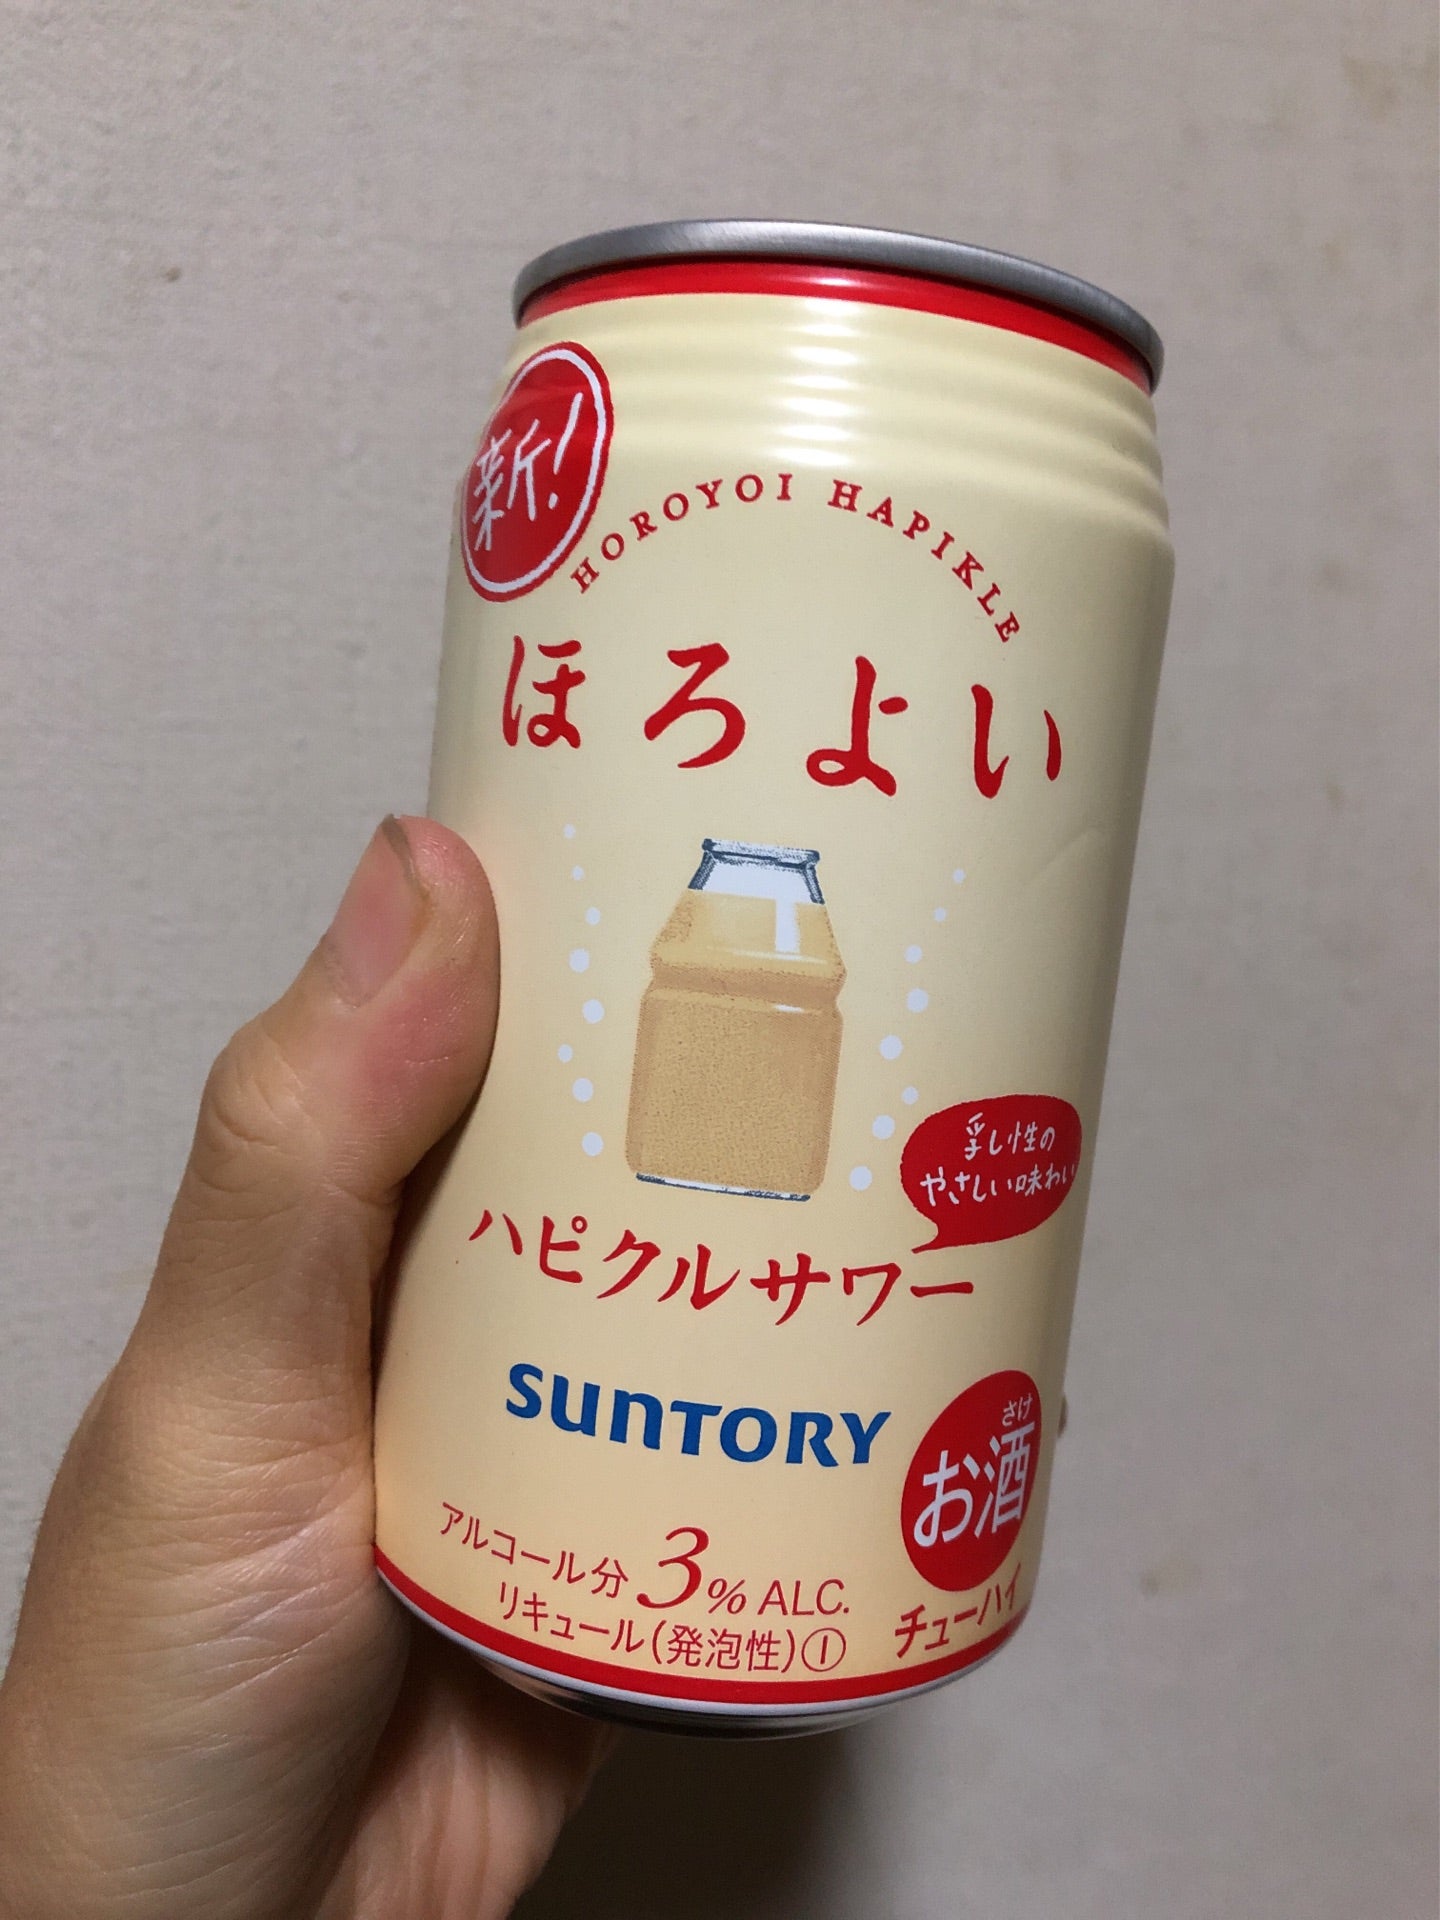 新!
HOROYOI HAPIKLE
ほろよい
乳し性の
やさしい味わい
ハピクルサワー
SUNTORY
さけ
お酒
アルコール分 3% ALC.
リキュール(発泡性)①
チューハイ